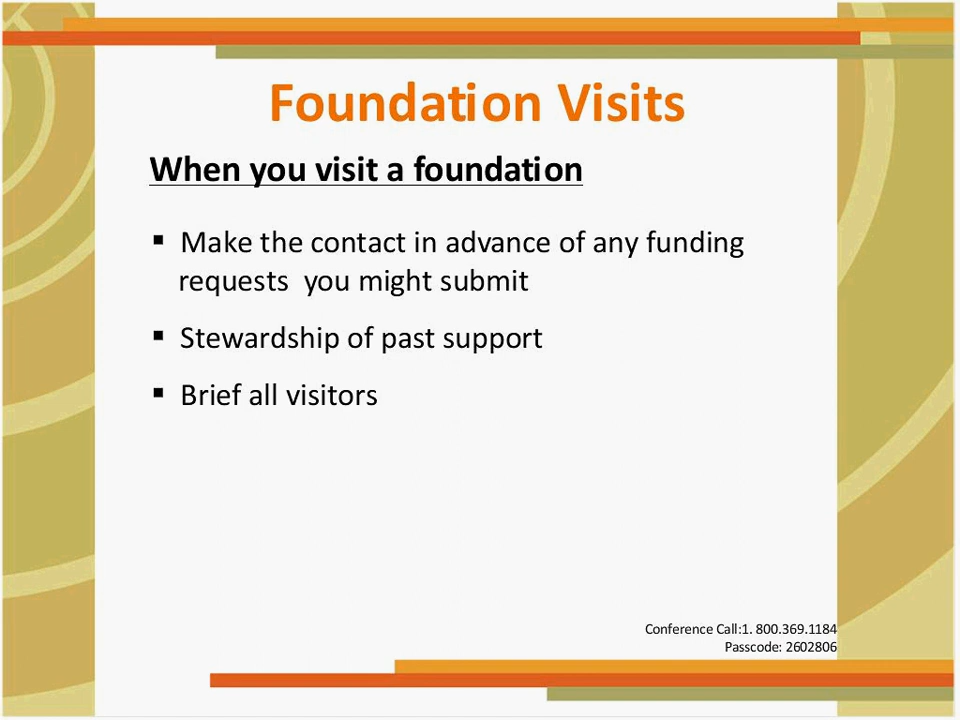 Foundation Visits
When you visit a foundation
▪ Make the contact in advance of any funding
requests  you might submit
▪ Stewardship of past support
▪ Brief all visitors
Conference Call:1. 800.369.1184
Passcode: 2602806